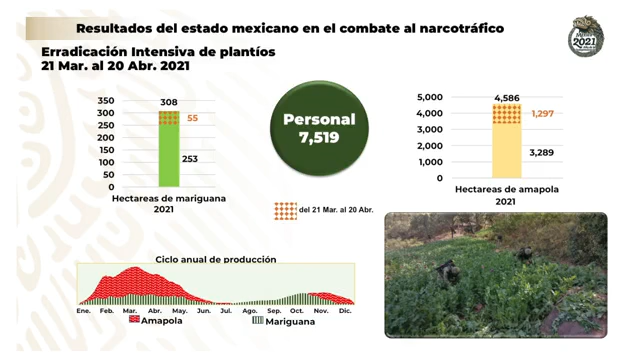 Resultados del estado mexicano en el combate al narcotráfico
Erradicación Intensiva de plantíos
21 Mar. al 20 Abr. 2021
México
2021
350
300
250
200
150
100
50
0
308
55
253
Hectareas de mariguana
2021
Personal
7,519
del 21 Mar. al 20 Abr.
5,000
4,000
3,000
2,000
1,000
0
4,586
1,297
3,289
Hectareas de amapola
2021
Ciclo anual de producción
Ene. Feb. Mar. Abr. May. Jun. Jul. Ago. Sep. Oct. Nov. Dic.
Amapola Mariguana